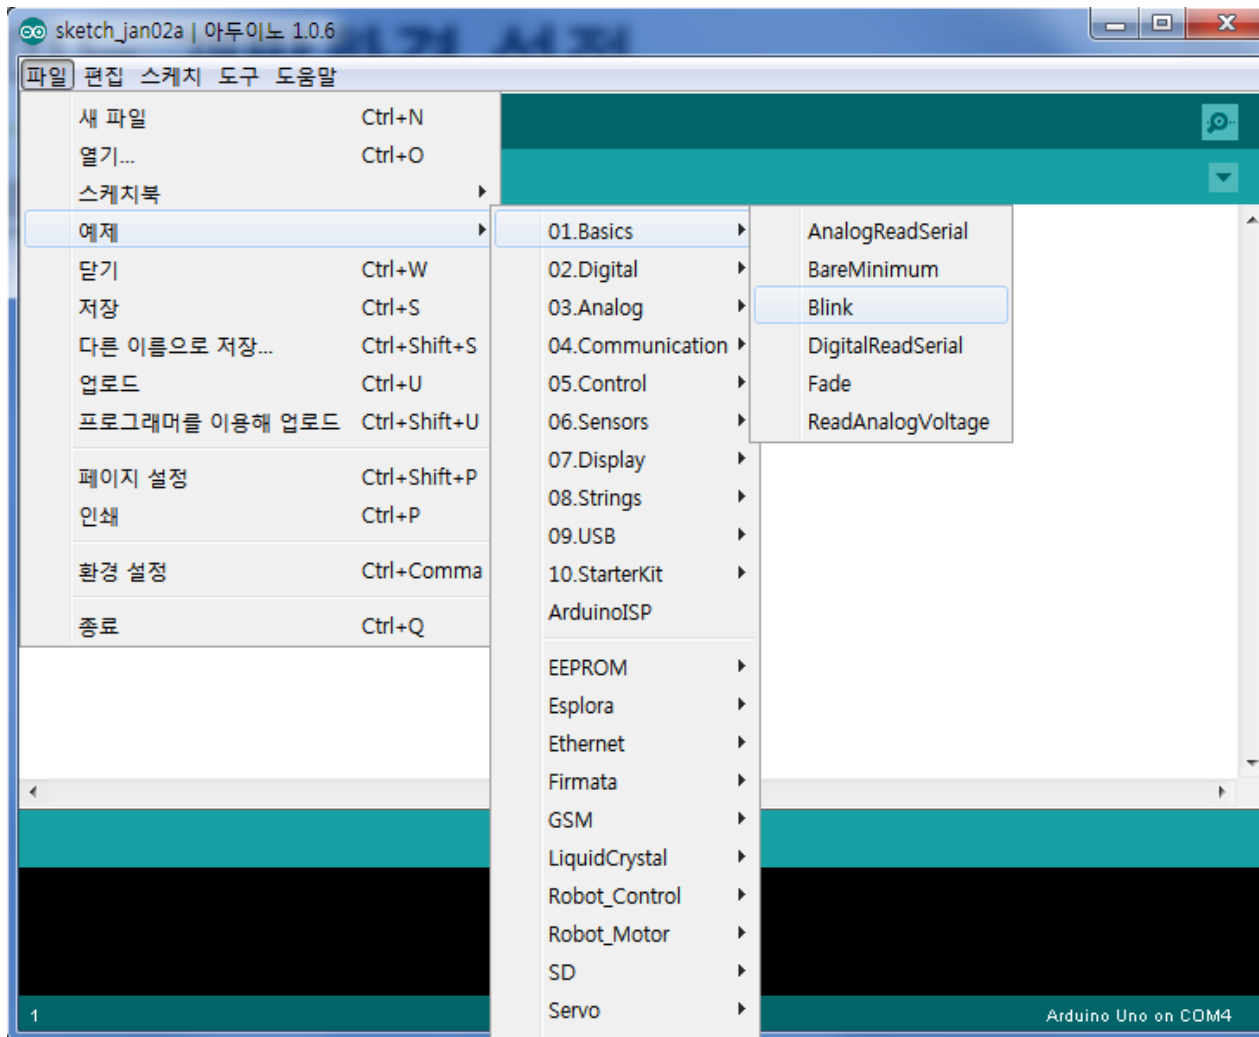 sketch_jan02a | 아두이노 1.0.6
파일 편집 스케치 도구 도움말
새 파일 Ctrl+N
열기... Ctrl+O
스케치북
예제
닫기 Ctrl+W
저장 Ctrl+S
다른 이름으로 저장... Ctrl+Shift+S
업로드 Ctrl+U
프로그래머를 이용해 업로드 Ctrl+Shift+U
페이지 설정 Ctrl+Shift+P
인쇄 Ctrl+P
환경 설정 Ctrl+Comma
종료 Ctrl+Q
01.Basics
02.Digital
03.Analog
04.Communication
05.Control
06.Sensors
07.Display
08.Strings
09.USB
10.StarterKit
ArduinoISP
EEPROM
Esplora
Ethernet
Firmata
GSM
LiquidCrystal
Robot_Control
Robot_Motor
SD
Servo
AnalogReadSerial
BareMinimum
Blink
DigitalReadSerial
Fade
ReadAnalogVoltage
1
Arduino Uno on COM4